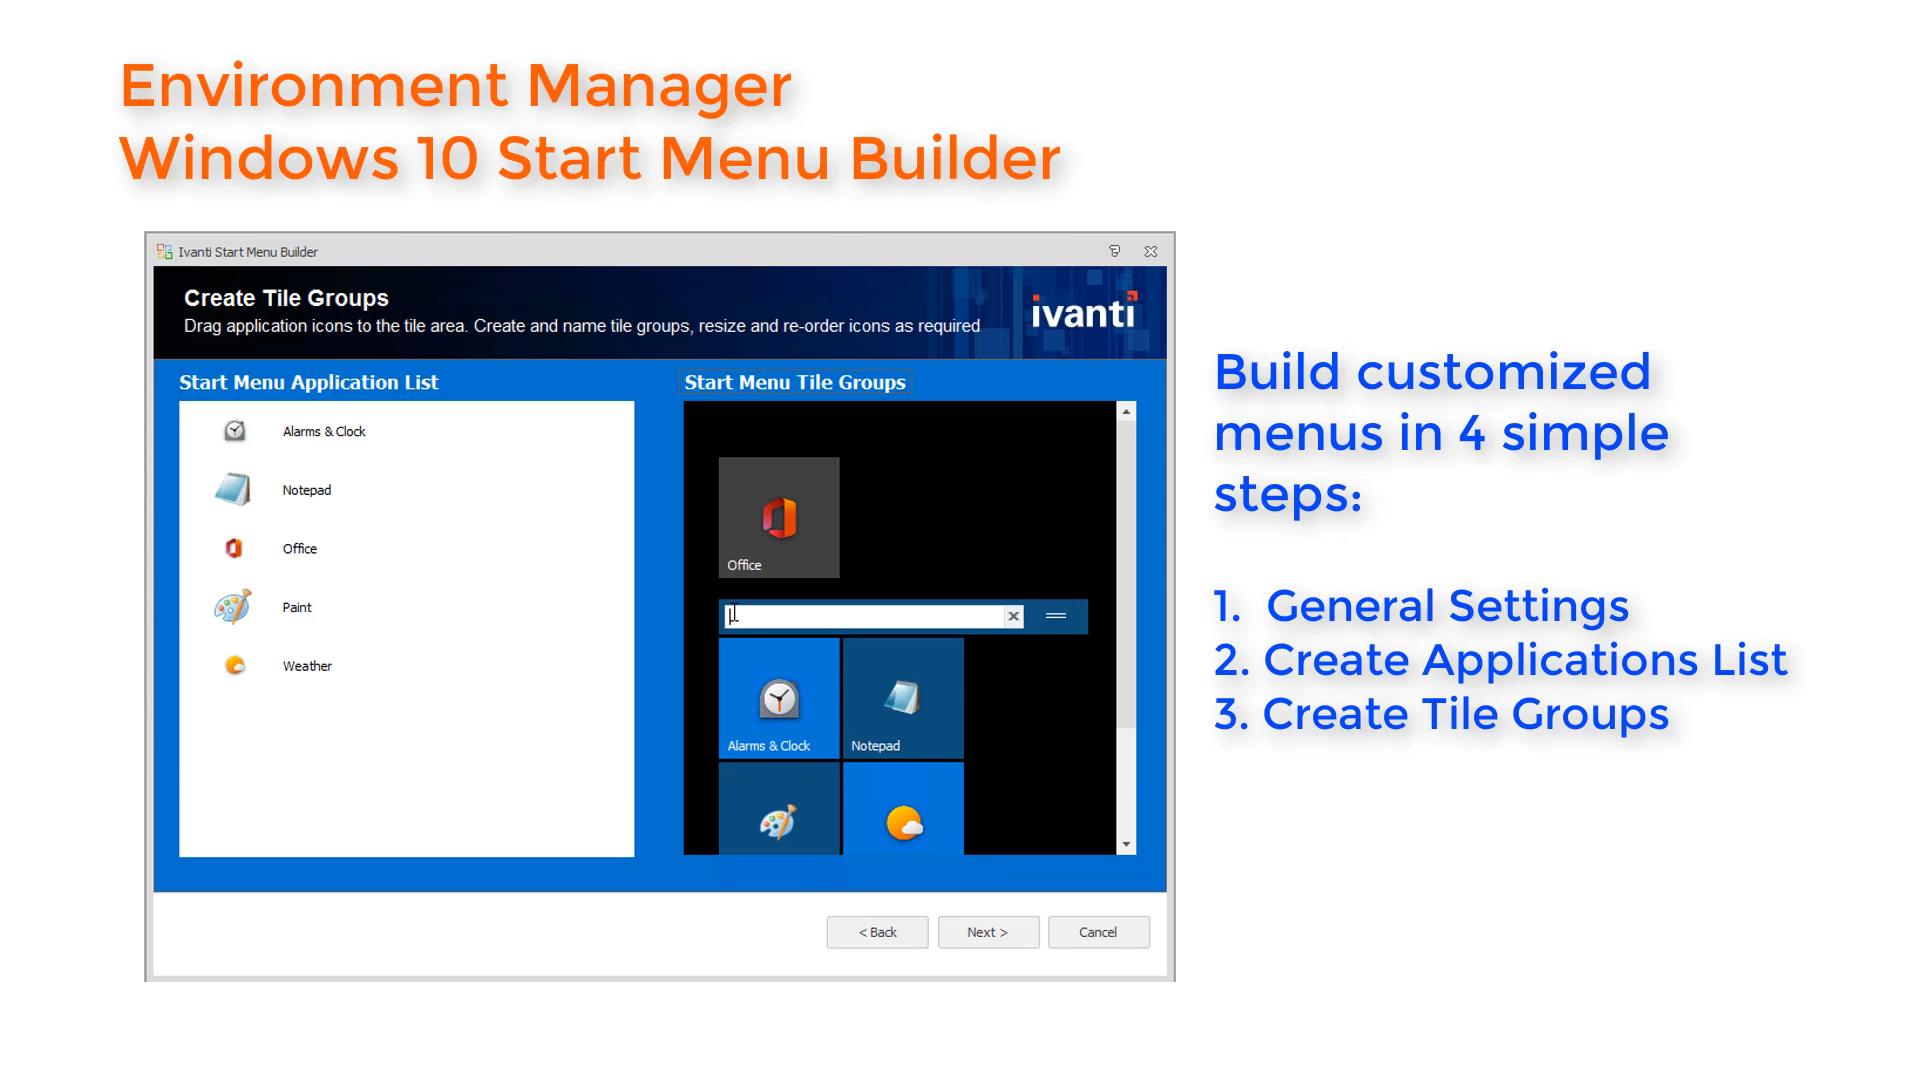 Environment Manager
Windows 10 Start Menu Builder
Ivanti Start Menu Builder
Create Tile Groups
Drag application icons to the tile area. Create and name tile groups, resize and re-order icons as required
ivanti
Start Menu Application List
Alarms & Clock
Notepad
Office
Paint
Weather
Start Menu Tile Groups
Office
Alarms & Clock
Notepad
< Back
Next >
Cancel
Build customized
menus in 4 simple
steps:
1. General Settings
2. Create Applications List
3. Create Tile Groups